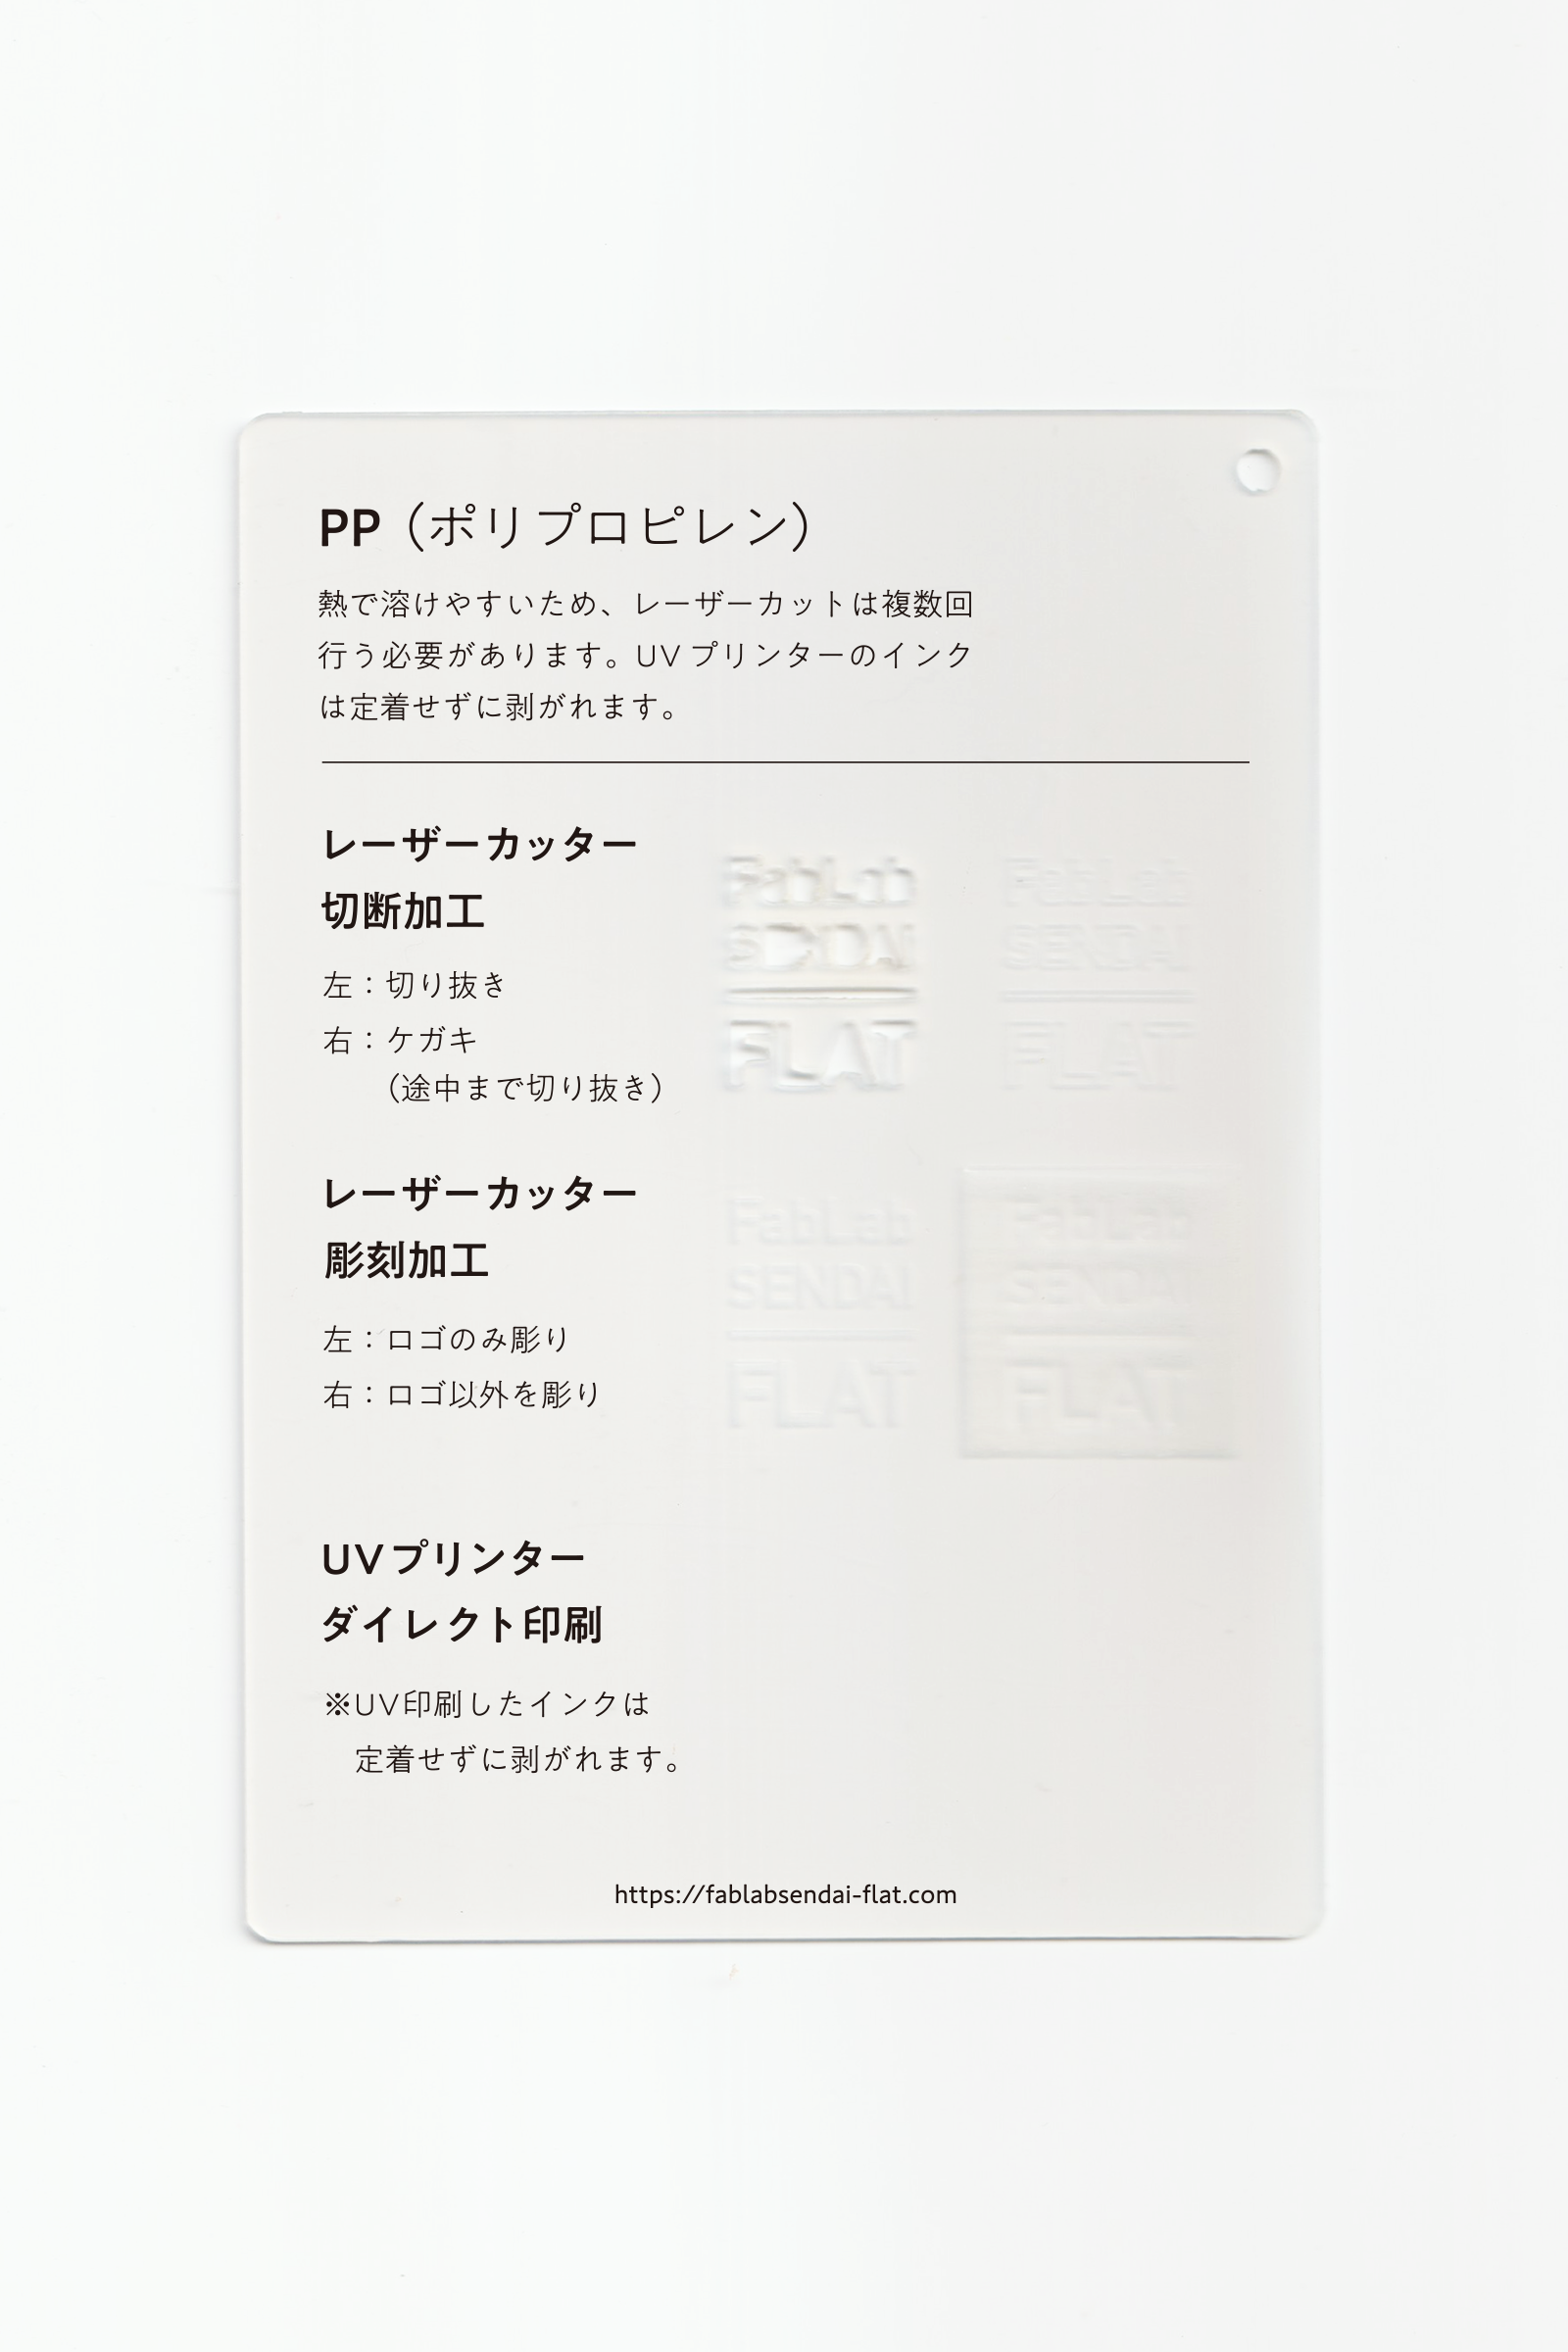 PP（ポリプロピレン）
熱で溶けやすいため、レーザーカットは複数回
行う必要があります。UV プリンターのインク
は定着せずに剥がれます。
レーザーカッター
切断加工
左：切り抜き
右：ケガキ
（途中まで切り抜き）
FabLab
SENDAI
FLAT
FabLab
SENDAI
FLAT
レーザーカッター
彫刻加工
左：ロゴのみ彫り
右：ロゴ以外を彫り
FabLab
SENDAI
FLAT
FabLab
SENDAI
FLAT
UVプリンター
ダイレクト印刷
※UV印刷したインクは
定着せずに剥がれます。
https://fablabsendai-flat.com